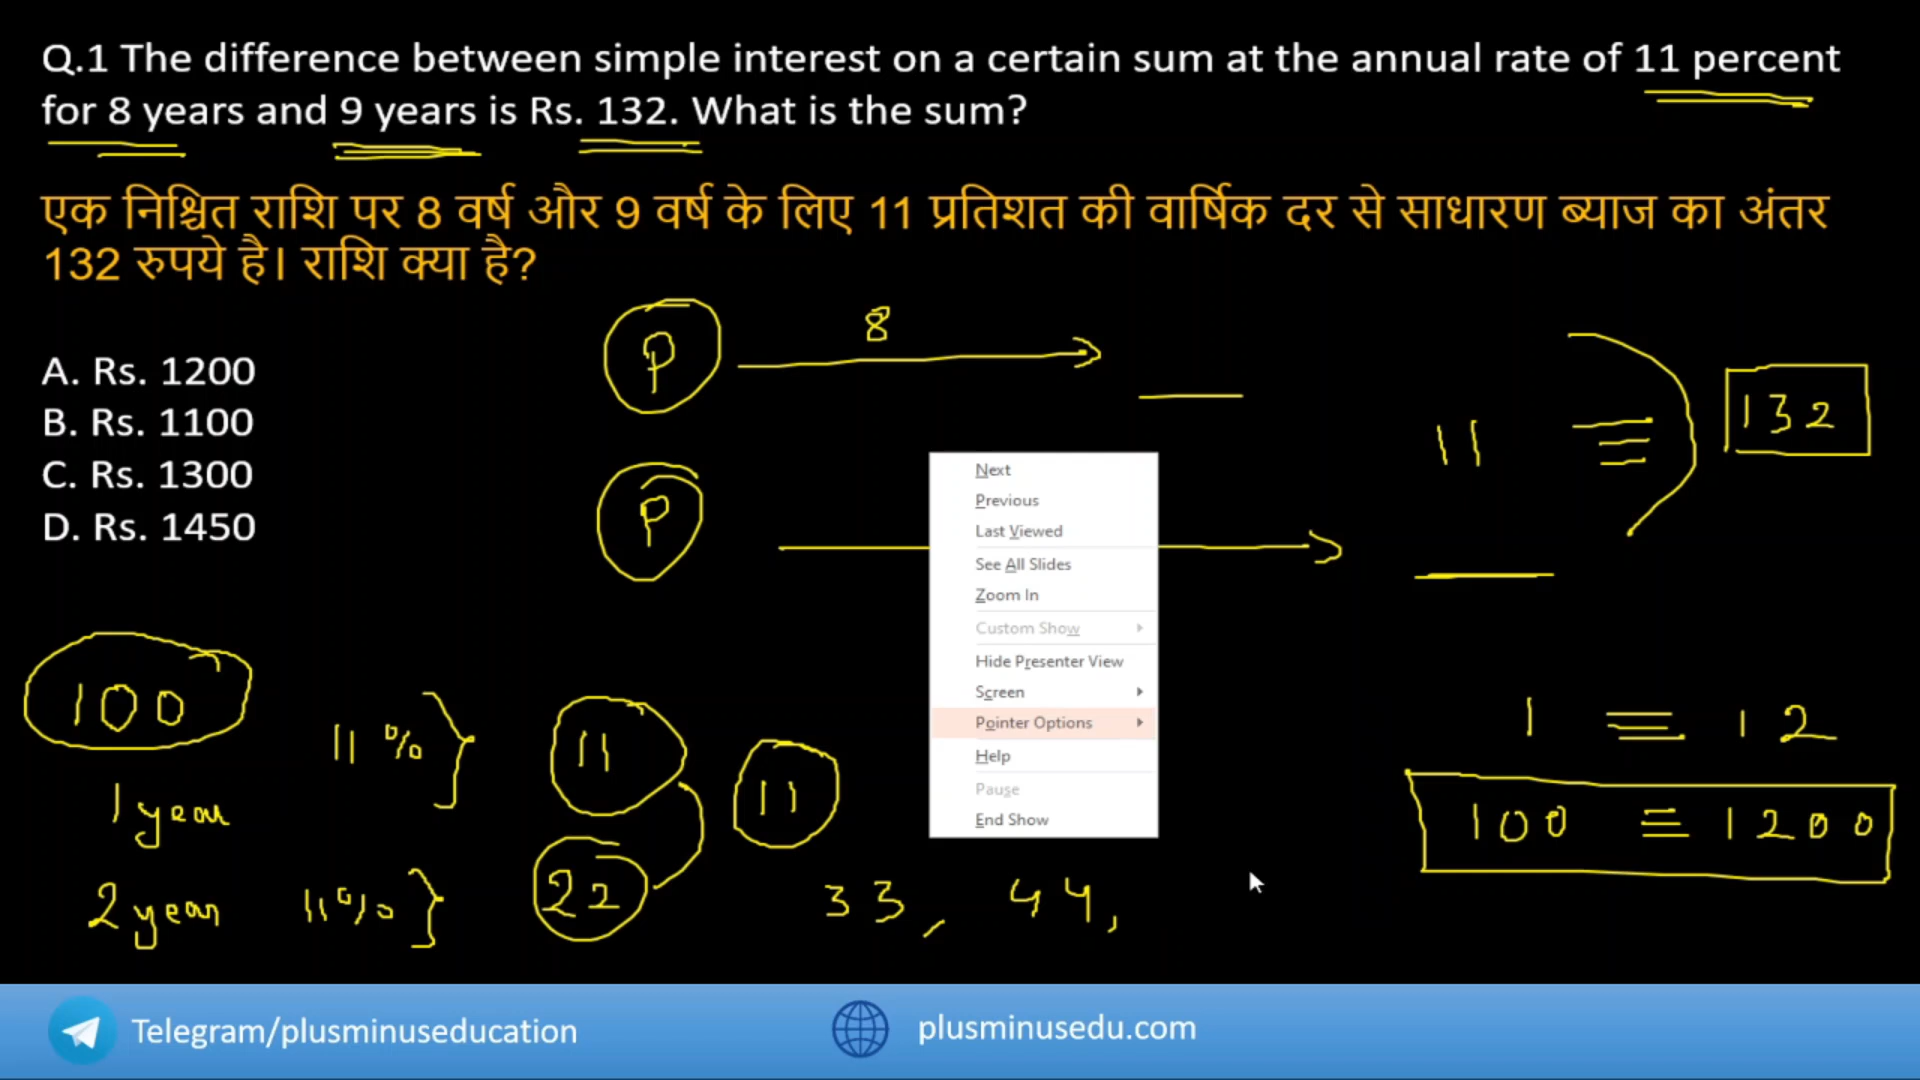 Q.1 The difference between simple interest on a certain sum at the annual rate of 11 percent
for 8 years and 9 years is Rs. 132. What is the sum?
एक निश्चित राशि पर 8 वर्ष और 9 वर्ष के लिए 11 प्रतिशत की वार्षिक दर से साधारण ब्याज का अंतर
132 रुपये है। राशि क्या है?
A. Rs. 1200
B. Rs. 1100
C. Rs. 1300
D. Rs. 1450
P 8
11 ≡ 132
P
Next
Previous
Last Viewed
See All Slides
Zoom In
Custom Show
Hide Presenter View
Screen
Pointer Options
Help
Pause
End Show
100
1 year 11% } 11
2 year 11% } 22
11
33, 44,
1 ≡ 12
100 ≡ 1200
Telegram/plusminuseducation
plusminusedu.com